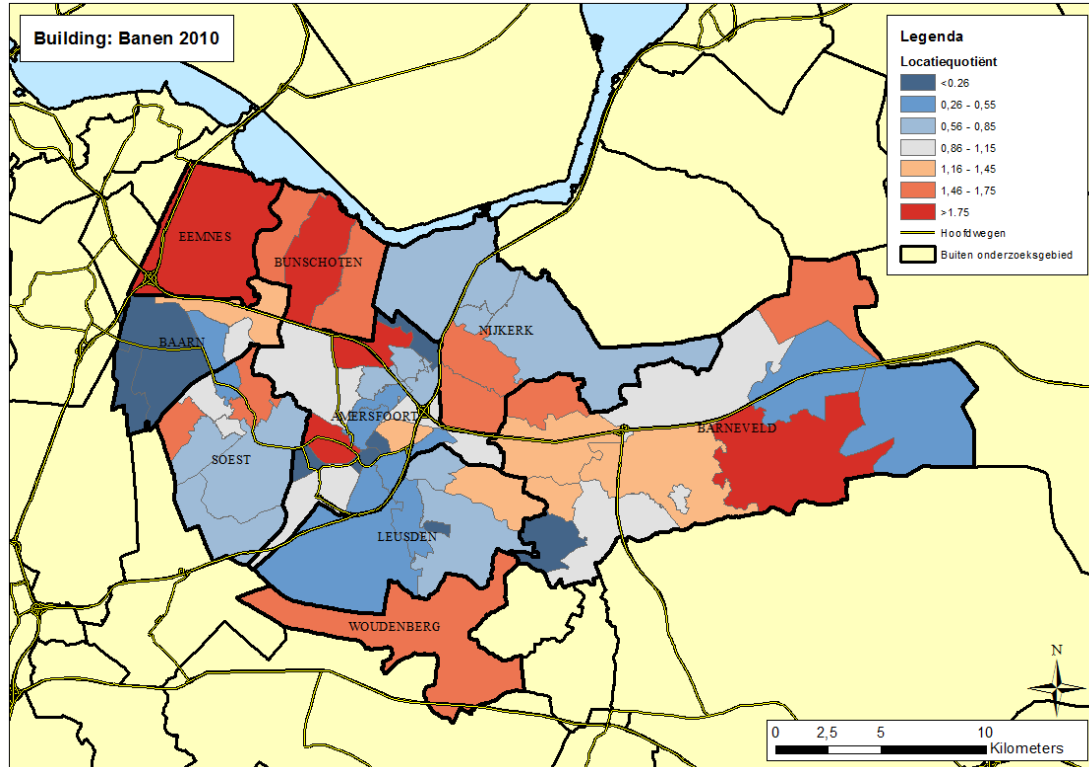 Building: Banen 2010
Legenda
Locatiequotiënt
<0.26
0,26 - 0,55
0,56 - 0,85
0,86 - 1,15
1,16 - 1,45
1,46 - 1,75
>1.75
Hoofdwegen
Buiten onderzoeksgebied
EEMNES
BUNSCHOTEN
BAARN
NIJKERK
AMERSFOORT
BARNEVELD
SOEST
LEUSDEN
WOUDENBERG
N
0 2,5 5 10
Kilometers